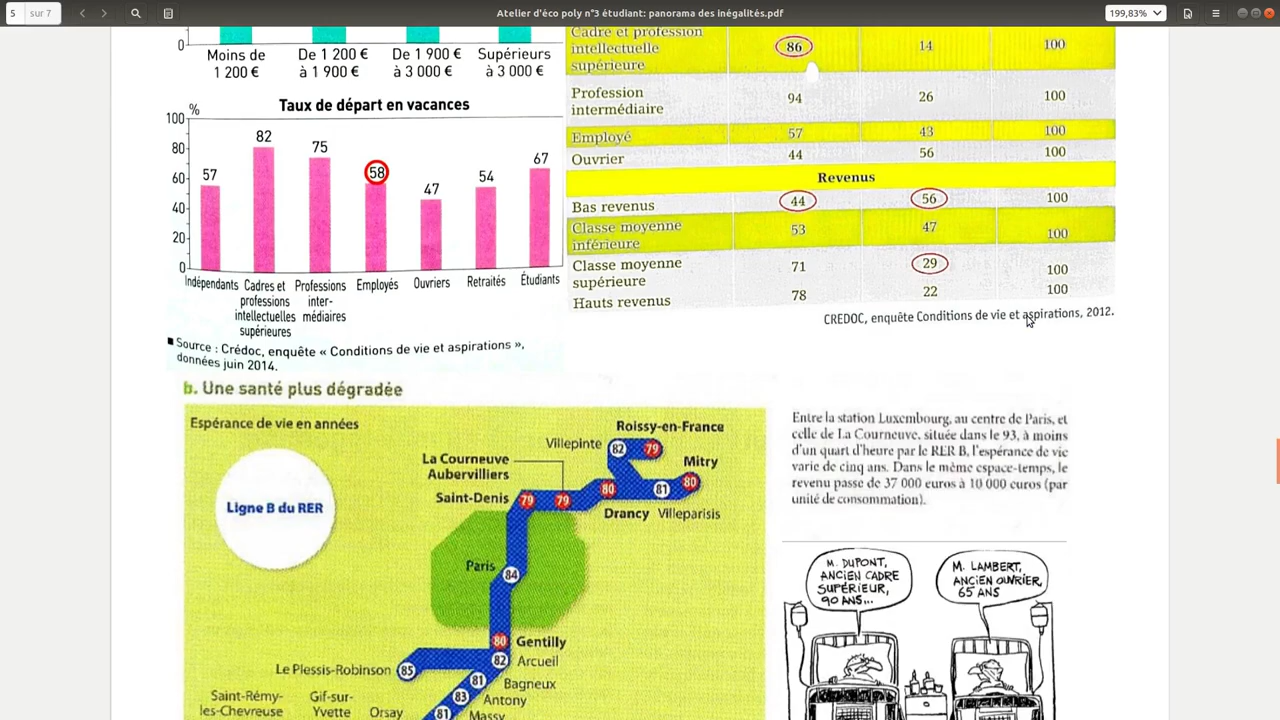 5 sur 7
Atelier d'éco poly n°3 étudiant: panorama des inégalités.pdf
199,83%
0
Moins de 1 200 €
De 1 200 € à 1 900 €
De 1 900 € à 3 000 €
Supérieurs à 3 000 €
Taux de départ en vacances
%
100
80
60
40
20
0
57
82
75
58
47
54
67
Indépendants
Cadres et professions intellectuelles supérieures
Professions inter-médiaires
Employés
Ouvriers
Retraités
Étudiants
Source : Crédoc, enquête « Conditions de vie et aspirations »,
données juin 2014.
Cadre et profession
intellectuelle
supérieure 86 14 100
Profession
intermédiaire 94 26 100
Employé 57 43 100
Ouvrier 44 56 100
Revenus
Bas revenus 44 56 100
Classe moyenne
inférieure 53 47 100
Classe moyenne
supérieure 71 29 100
Hauts revenus 78 22 100
CREDOC, enquête Conditions de vie et aspirations, 2012.
b. Une santé plus dégradée
Espérance de vie en années
Ligne B du RER
Roissy-en-France
Villepinte 82 79
La Courneuve
Aubervilliers
Mitry
Saint-Denis 79 79 80 81 80
Drancy Villeparisis
Paris 84
80 Gentilly
Le Plessis-Robinson 85 82 Arcueil
81 Bagneux
83 Antony
81 Massy
Saint-Rémy-
les-Chevreuse
Gif-sur-
Yvette
Orsay
Entre la station Luxembourg, au centre de Paris, et
celle de La Courneuve, située dans le 93, à moins
d'un quart d'heure par le RER B, l'espérance de vie
varie de cinq ans. Dans le même espace-temps, le
revenu passe de 37 000 euros à 10 000 euros (par
unité de consommation).
M. DUPONT,
ANCIEN CADRE
SUPÉRIEUR,
90 ANS...
M. LAMBERT,
ANCIEN OUVRIER,
65 ANS